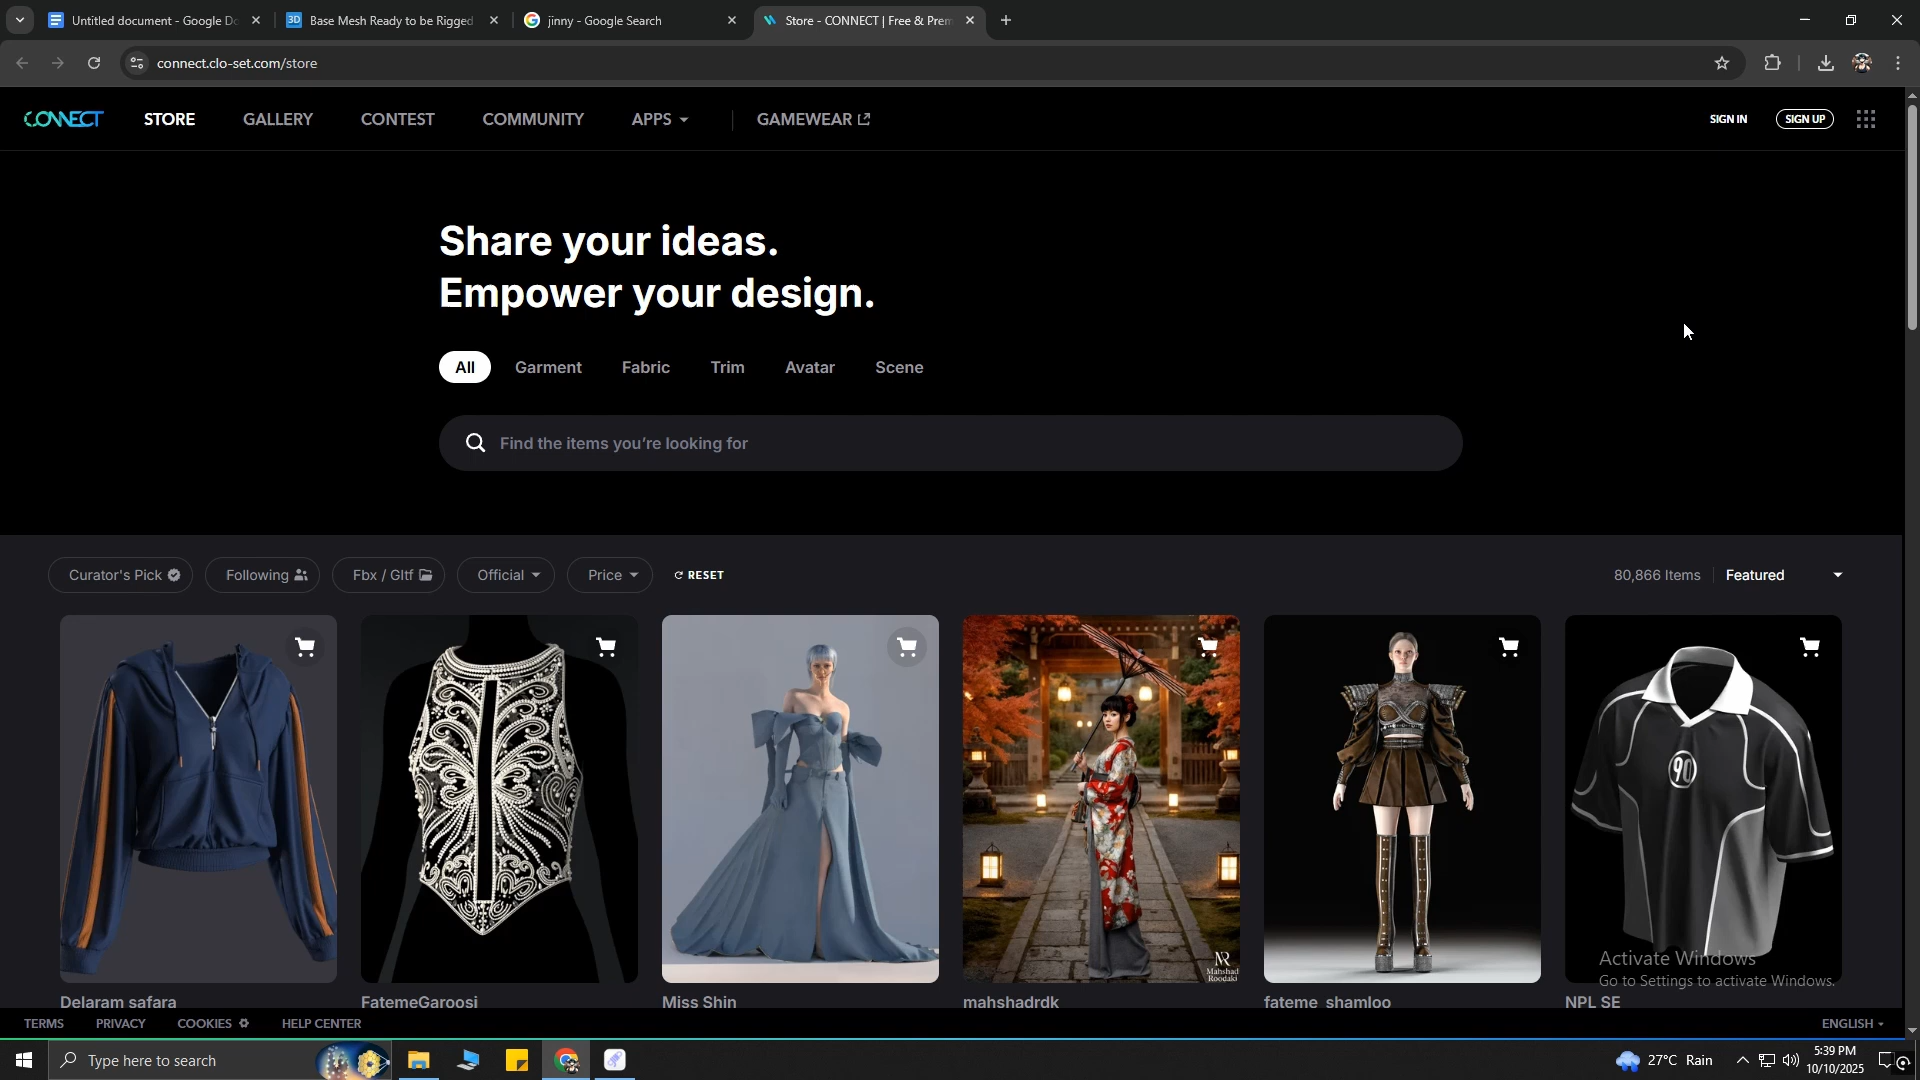 Untitled document - Google Do
Base Mesh Ready to be Rigged
jinny - Google Search
Store - CONNECT | Free & Prem
connect.clo-set.com/store
CONNECT
STORE
GALLERY
CONTEST
COMMUNITY
APPS
GAMEWEAR
SIGN IN
SIGN UP
Share your ideas.
Empower your design.
All
Garment
Fabric
Trim
Avatar
Scene
Find the items you're looking for
Curator's Pick
Following
Fbx / Gltf
Official
Price
RESET
80,866 Items
Featured
90
Mahshad
Roodaki
Activate Windows
Go to Settings to activate Windows.
Delaram safara
FatemeGaroosi
Miss Shin
mahshadrdk
fateme_shamloo
NPL SE
TERMS
PRIVACY
COOKIES
HELP CENTER
ENGLISH
Type here to search
27°C Rain
5:39 PM
10/10/2025